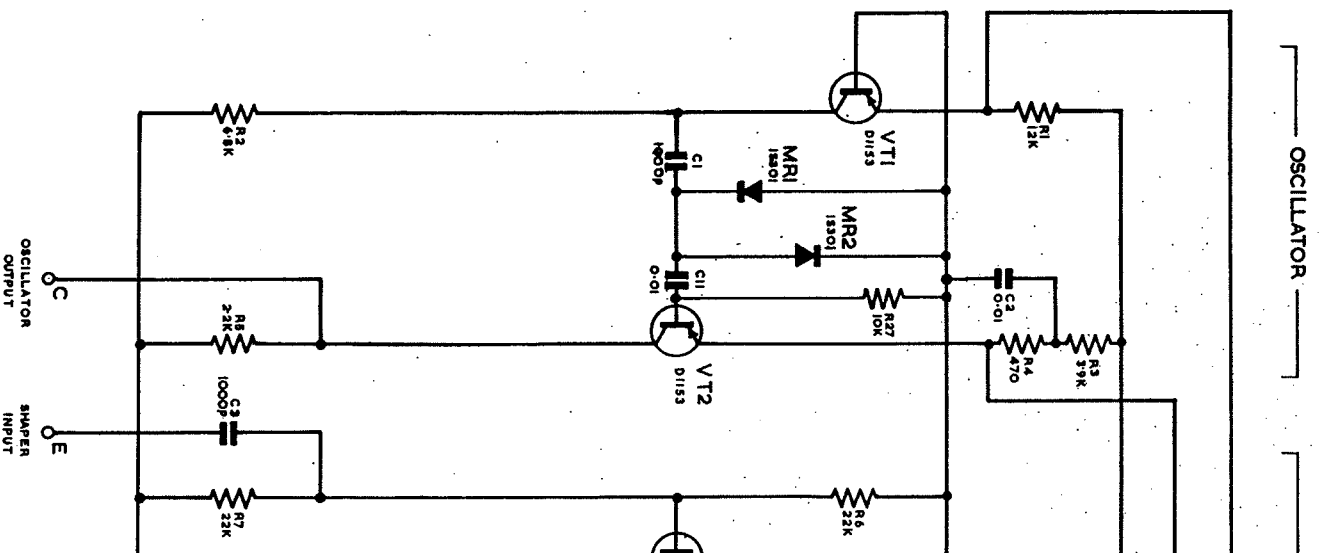 OSCILLATOR
R1
12K
VT1
D1153
R2
6·8K
C1
1000P
MR1
1S301
MR2
1S301
C11
0·01
R27
10K
C2
0·01
R4
470
R3
3·9K
VT2
D1153
R5
2·2K
C
OSCILLATOR
OUTPUT
C3
1000P
E
SHAPER
INPUT
R7
22K
R6
22K